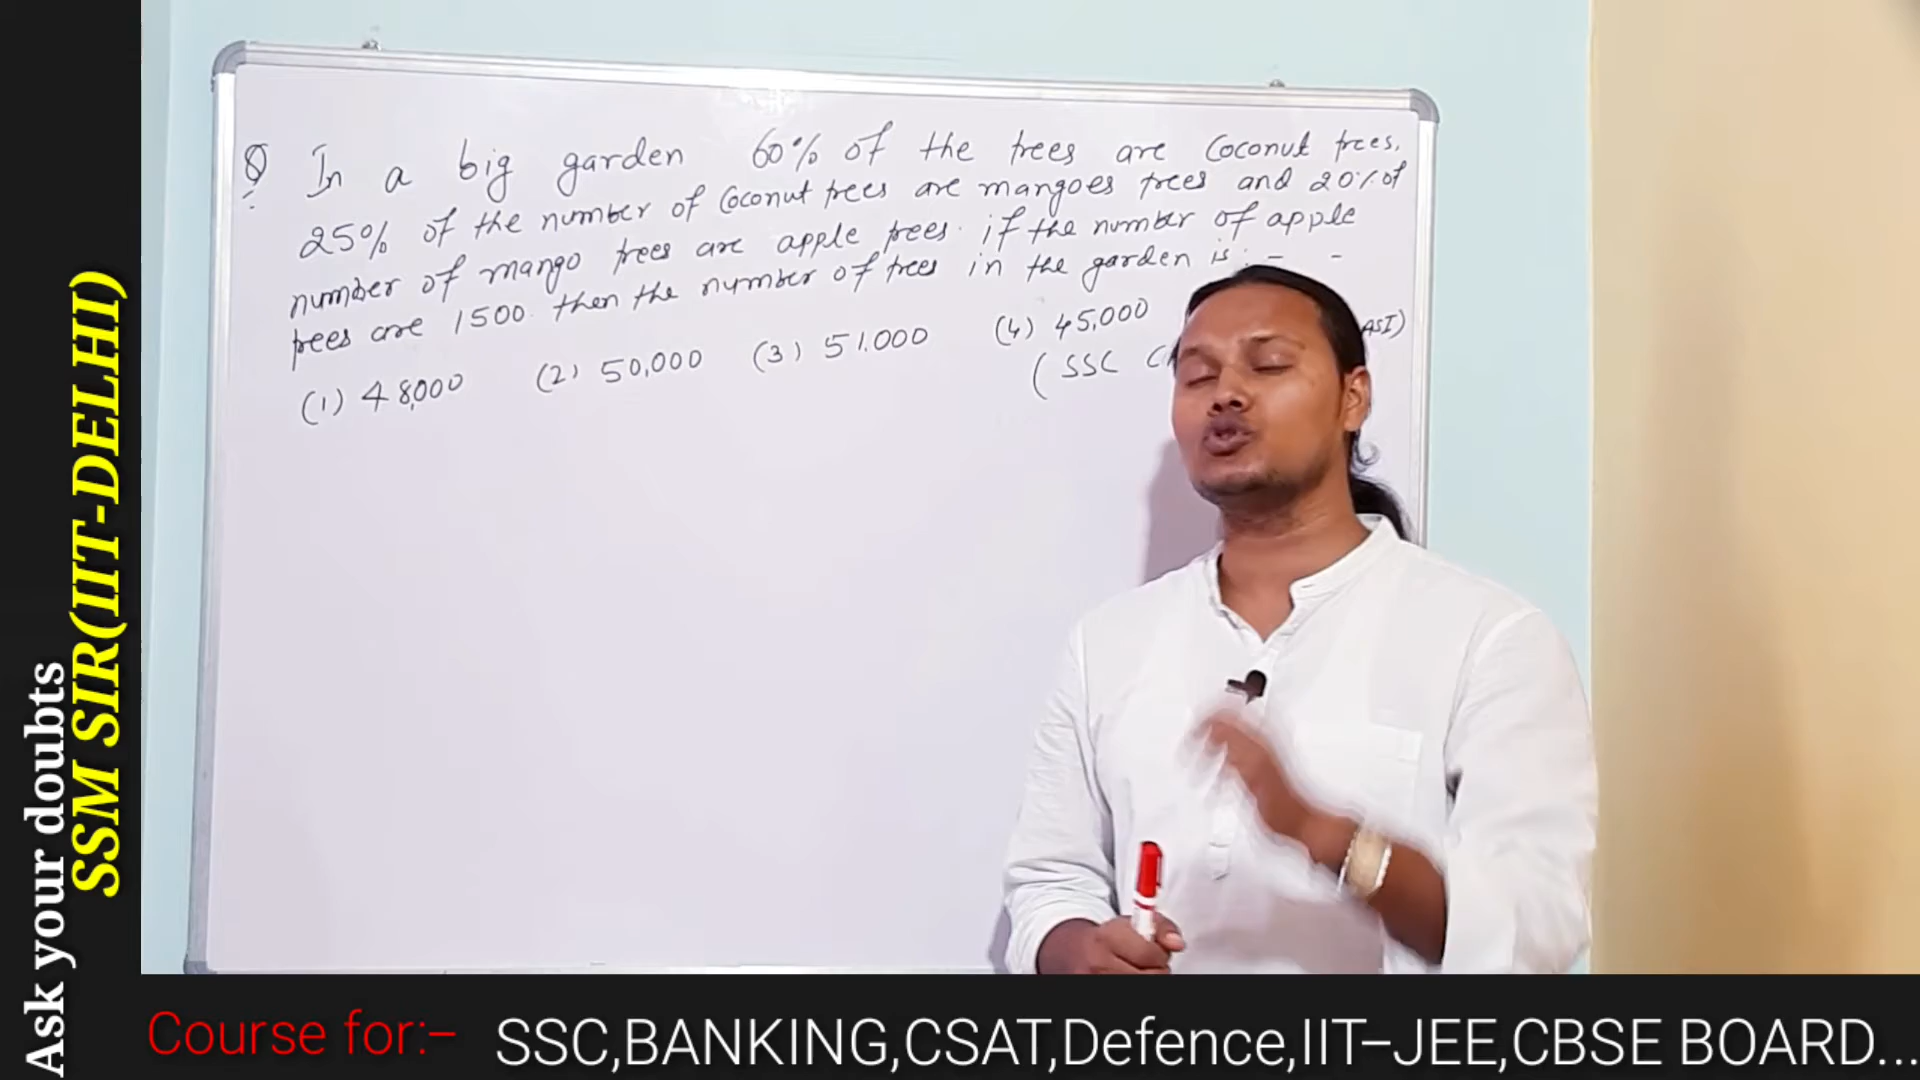 Q In a big garden 60% of the trees are Coconut trees.
25% of the number of Coconut trees are mangoes trees and 20% of
number of mango trees are apple trees. if the number of apple
trees are 1500 then the number of trees in the garden is :-
(1) 48,000 (2) 50,000 (3) 51,000 (4) 45,000
(SSC ASI)
Ask your doubts
SSM SIR(IIT-DELHI)
Course for:– SSC,BANKING,CSAT,Defence,IIT–JEE,CBSE BOARD...